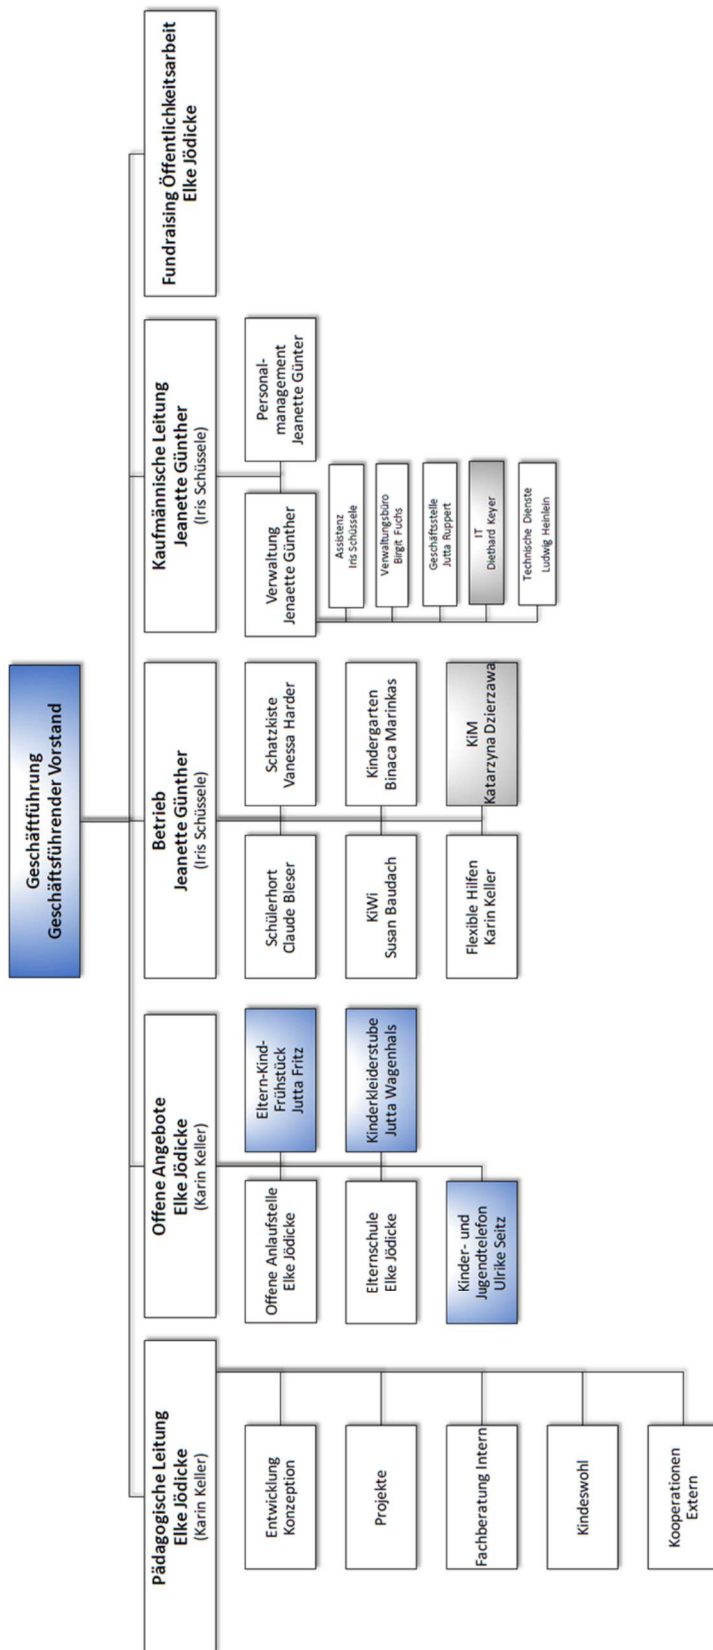 Geschäftführung
Geschäftsführender Vorstand
Pädagogische Leitung
Elke Jödicke
(Karin Keller)
Entwicklung
Konzeption
Projekte
Fachberatung Intern
Kindeswohl
Kooperationen
Extern
Offene Angebote
Elke Jödicke
(Karin Keller)
Offene Anlaufstelle
Elke Jödicke
Eltern-Kind-
Frühstück
Jutta Fritz
Elternschule
Elke Jödicke
Kinderkleiderstube
Jutta Wagenhals
Kinder- und
Jugendtelefon
Ulrike Seitz
Betrieb
Jeanette Günther
(Iris Schüssele)
Schülerhort
Claude Bleser
Schatzkiste
Vanessa Harder
KiWi
Susan Baudach
Kindergarten
Binaca Marinkas
Flexible Hilfen
Karin Keller
KiM
Katarzyna Dzierzawa
Kaufmännische Leitung
Jeanette Günther
(Iris Schüssele)
Verwaltung
Jenaette Günther
Personal-
management
Jeanette Günter
Assistenz
Iris Schüssele
Verwaltungsbüro
Birgit Fuchs
Geschäftsstelle
Jutta Ruppert
IT
Diethard Keyer
Technische Dienste
Ludwig Heinlein
Fundraising Öffentlichkeitsarbeit
Elke Jödicke